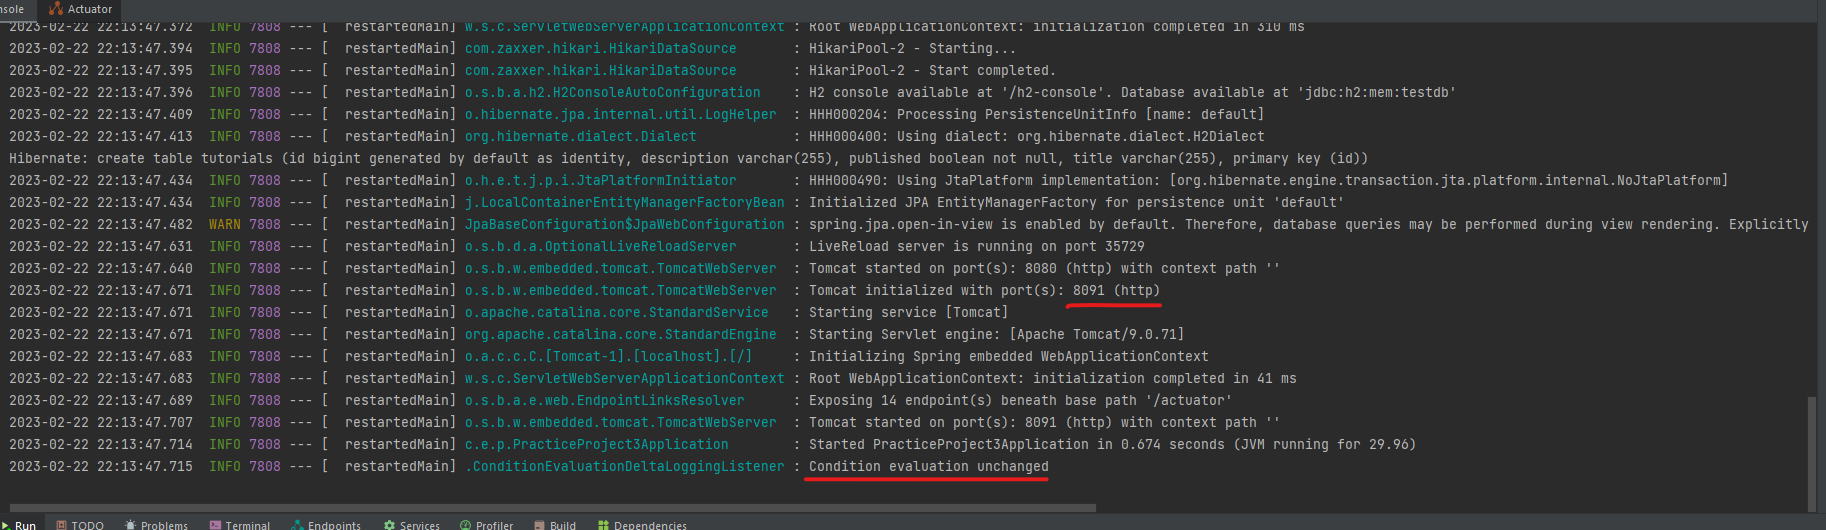 nsole Actuator
2023-02-22 22:13:47.372 INFO 7808 --- [ restartedMain] w.s.c.ServletWebServerApplicationContext : Root WebApplicationContext: initialization completed in 310 ms
2023-02-22 22:13:47.394 INFO 7808 --- [ restartedMain] com.zaxxer.hikari.HikariDataSource : HikariPool-2 - Starting...
2023-02-22 22:13:47.395 INFO 7808 --- [ restartedMain] com.zaxxer.hikari.HikariDataSource : HikariPool-2 - Start completed.
2023-02-22 22:13:47.396 INFO 7808 --- [ restartedMain] o.s.b.a.h2.H2ConsoleAutoConfiguration : H2 console available at '/h2-console'. Database available at 'jdbc:h2:mem:testdb'
2023-02-22 22:13:47.409 INFO 7808 --- [ restartedMain] o.hibernate.jpa.internal.util.LogHelper : HHH000204: Processing PersistenceUnitInfo [name: default]
2023-02-22 22:13:47.413 INFO 7808 --- [ restartedMain] org.hibernate.dialect.Dialect : HHH000400: Using dialect: org.hibernate.dialect.H2Dialect
Hibernate: create table tutorials (id bigint generated by default as identity, description varchar(255), published boolean not null, title varchar(255), primary key (id))
2023-02-22 22:13:47.434 INFO 7808 --- [ restartedMain] o.h.e.t.j.p.i.JtaPlatformInitiator : HHH000490: Using JtaPlatform implementation: [org.hibernate.engine.transaction.jta.platform.internal.NoJtaPlatform]
2023-02-22 22:13:47.434 INFO 7808 --- [ restartedMain] j.LocalContainerEntityManagerFactoryBean : Initialized JPA EntityManagerFactory for persistence unit 'default'
2023-02-22 22:13:47.482 WARN 7808 --- [ restartedMain] JpaBaseConfiguration$JpaWebConfiguration : spring.jpa.open-in-view is enabled by default. Therefore, database queries may be performed during view rendering. Explicitly
2023-02-22 22:13:47.631 INFO 7808 --- [ restartedMain] o.s.b.d.a.OptionalLiveReloadServer : LiveReload server is running on port 35729
2023-02-22 22:13:47.640 INFO 7808 --- [ restartedMain] o.s.b.w.embedded.tomcat.TomcatWebServer : Tomcat started on port(s): 8080 (http) with context path ''
2023-02-22 22:13:47.671 INFO 7808 --- [ restartedMain] o.s.b.w.embedded.tomcat.TomcatWebServer : Tomcat initialized with port(s): 8091 (http)
2023-02-22 22:13:47.671 INFO 7808 --- [ restartedMain] o.apache.catalina.core.StandardService : Starting service [Tomcat]
2023-02-22 22:13:47.671 INFO 7808 --- [ restartedMain] org.apache.catalina.core.StandardEngine : Starting Servlet engine: [Apache Tomcat/9.0.71]
2023-02-22 22:13:47.683 INFO 7808 --- [ restartedMain] o.a.c.c.C.[Tomcat-1].[localhost].[/] : Initializing Spring embedded WebApplicationContext
2023-02-22 22:13:47.683 INFO 7808 --- [ restartedMain] w.s.c.ServletWebServerApplicationContext : Root WebApplicationContext: initialization completed in 41 ms
2023-02-22 22:13:47.689 INFO 7808 --- [ restartedMain] o.s.b.a.e.web.EndpointLinksResolver : Exposing 14 endpoint(s) beneath base path '/actuator'
2023-02-22 22:13:47.707 INFO 7808 --- [ restartedMain] o.s.b.w.embedded.tomcat.TomcatWebServer : Tomcat started on port(s): 8091 (http) with context path ''
2023-02-22 22:13:47.714 INFO 7808 --- [ restartedMain] c.e.p.PracticeProject3Application : Started PracticeProject3Application in 0.674 seconds (JVM running for 29.96)
2023-02-22 22:13:47.715 INFO 7808 --- [ restartedMain] .ConditionEvaluationDeltaLoggingListener : Condition evaluation unchanged
Run TODO Problems Terminal Endpoints Services Profiler Build Dependencies